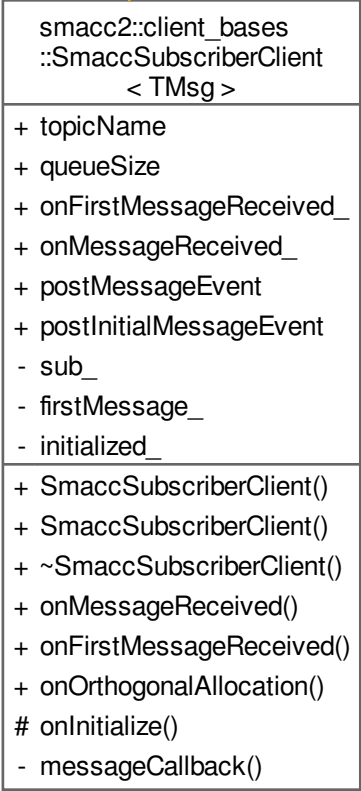 smacc2::client_bases
::SmaccSubscriberClient
< TMsg >
+ topicName
+ queueSize
+ onFirstMessageReceived_
+ onMessageReceived_
+ postMessageEvent
+ postInitialMessageEvent
- sub_
- firstMessage_
- initialized_
+ SmaccSubscriberClient()
+ SmaccSubscriberClient()
+ ~SmaccSubscriberClient()
+ onMessageReceived()
+ onFirstMessageReceived()
+ onOrthogonalAllocation()
# onInitialize()
- messageCallback()